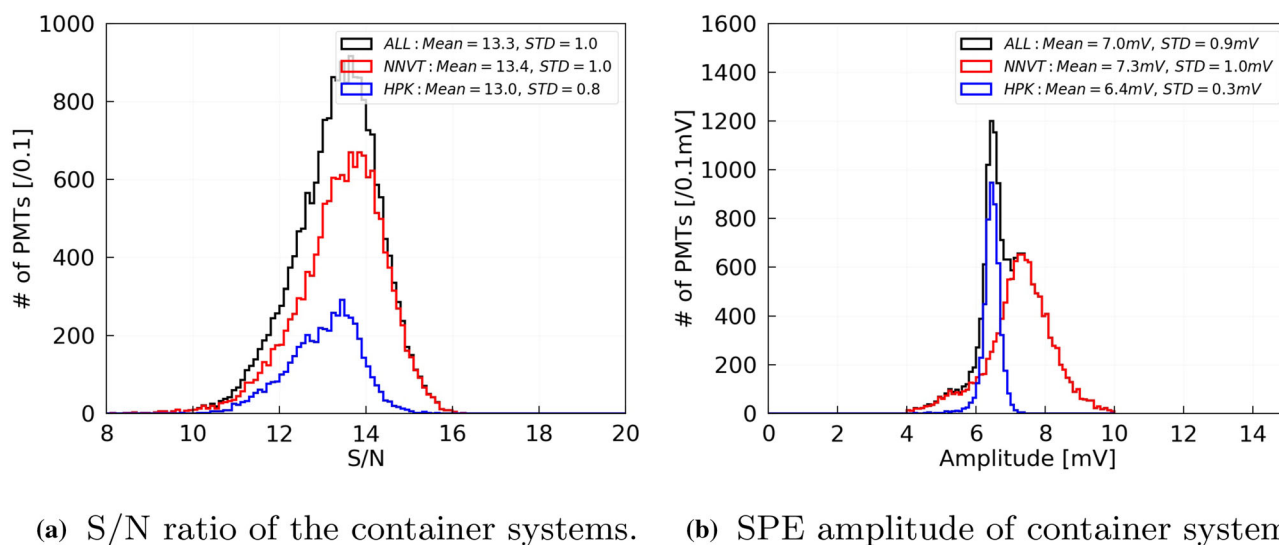 1000
800
600
400
200
0
# of PMTs [/0.1]
ALL : Mean = 13.3, STD = 1.0
NNVT : Mean = 13.4, STD = 1.0
HPK : Mean = 13.0, STD = 0.8
8 10 12 14 16 18 20
S/N
(a) S/N ratio of the container systems.
1600
1400
1200
1000
800
600
400
200
0
# of PMTs [/0.1mV]
ALL : Mean = 7.0mV, STD = 0.9mV
NNVT : Mean = 7.3mV, STD = 1.0mV
HPK : Mean = 6.4mV, STD = 0.3mV
0 2 4 6 8 10 12 14
Amplitude [mV]
(b) SPE amplitude of container system